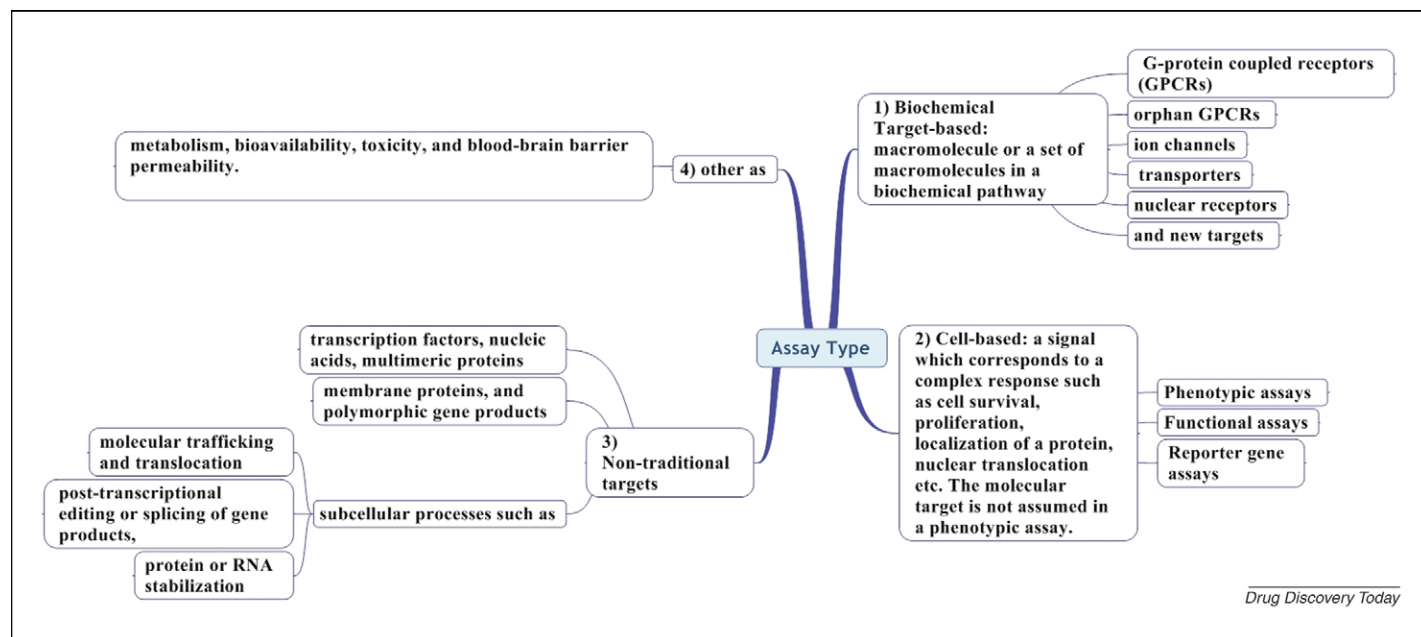 Assay Type
1) Biochemical
Target-based:
macromolecule or a set of
macromolecules in a
biochemical pathway
G-protein coupled receptors
(GPCRs)
orphan GPCRs
ion channels
transporters
nuclear receptors
and new targets
2) Cell-based: a signal
which corresponds to a
complex response such
as cell survival,
proliferation,
localization of a protein,
nuclear translocation
etc. The molecular
target is not assumed in
a phenotypic assay.
Phenotypic assays
Functional assays
Reporter gene
assays
3)
Non-traditional
targets
transcription factors, nucleic
acids, multimeric proteins
membrane proteins, and
polymorphic gene products
subcellular processes such as
molecular trafficking
and translocation
post-transcriptional
editing or splicing of gene
products,
protein or RNA
stabilization
4) other as
metabolism, bioavailability, toxicity, and blood-brain barrier
permeability.
Drug Discovery Today